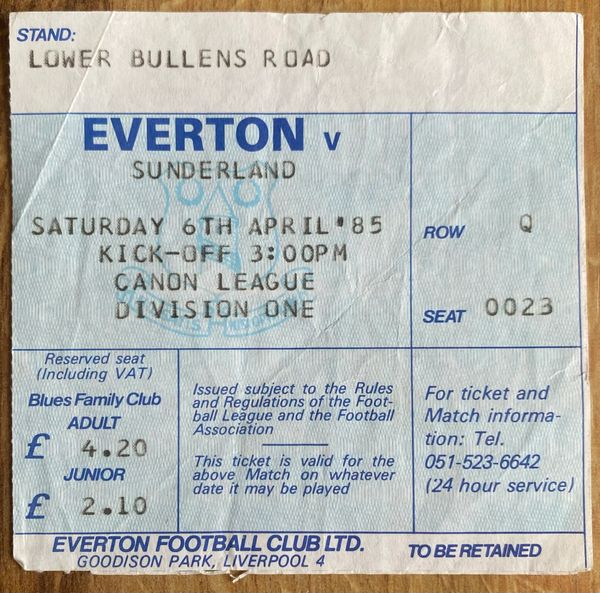 STAND:
LOWER BULLENS ROAD
EVERTON v
SUNDERLAND
SATURDAY 6TH APRIL '85
KICK-OFF 3:00PM
CANON LEAGUE
DIVISION ONE
ROW Q
SEAT 0023
Reserved seat
(Including VAT)
Blues Family Club
ADULT
£ 4.20
JUNIOR
£ 2.10
Issued subject to the Rules
and Regulations of the Foot-
ball League and the Football
Association
This ticket is valid for the
above Match on whatever
date it may be played
For ticket and
Match informa-
tion: Tel.
051-523-6642
(24 hour service)
EVERTON FOOTBALL CLUB LTD.
GOODISON PARK, LIVERPOOL 4
TO BE RETAINED